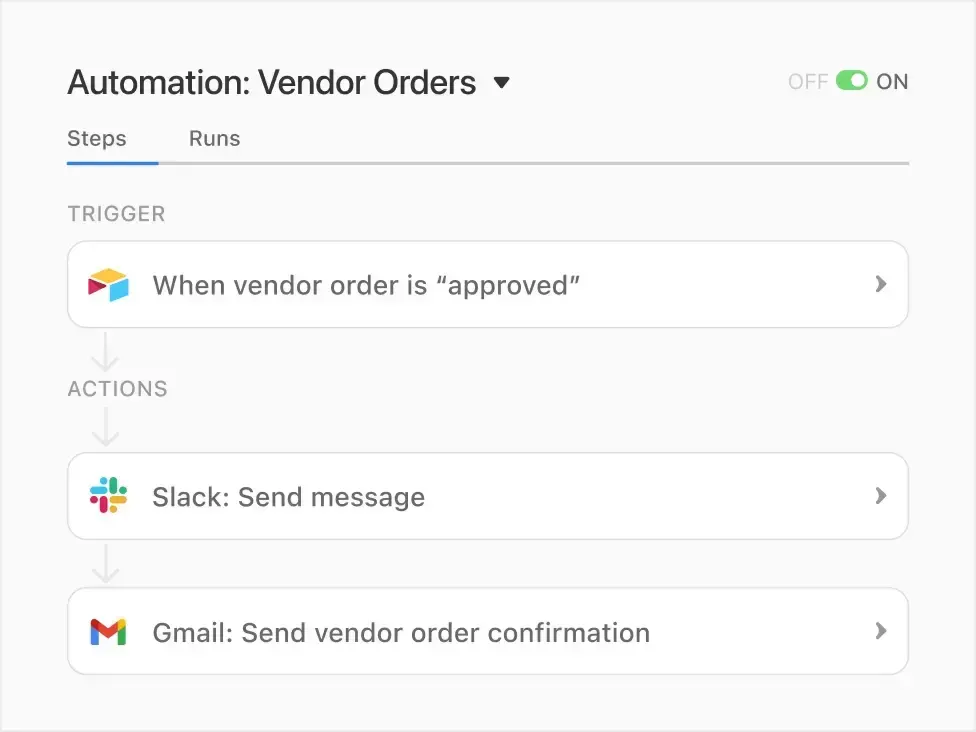 Automation: Vendor Orders
OFF ON
Steps Runs
TRIGGER
When vendor order is “approved”
ACTIONS
Slack: Send message
Gmail: Send vendor order confirmation